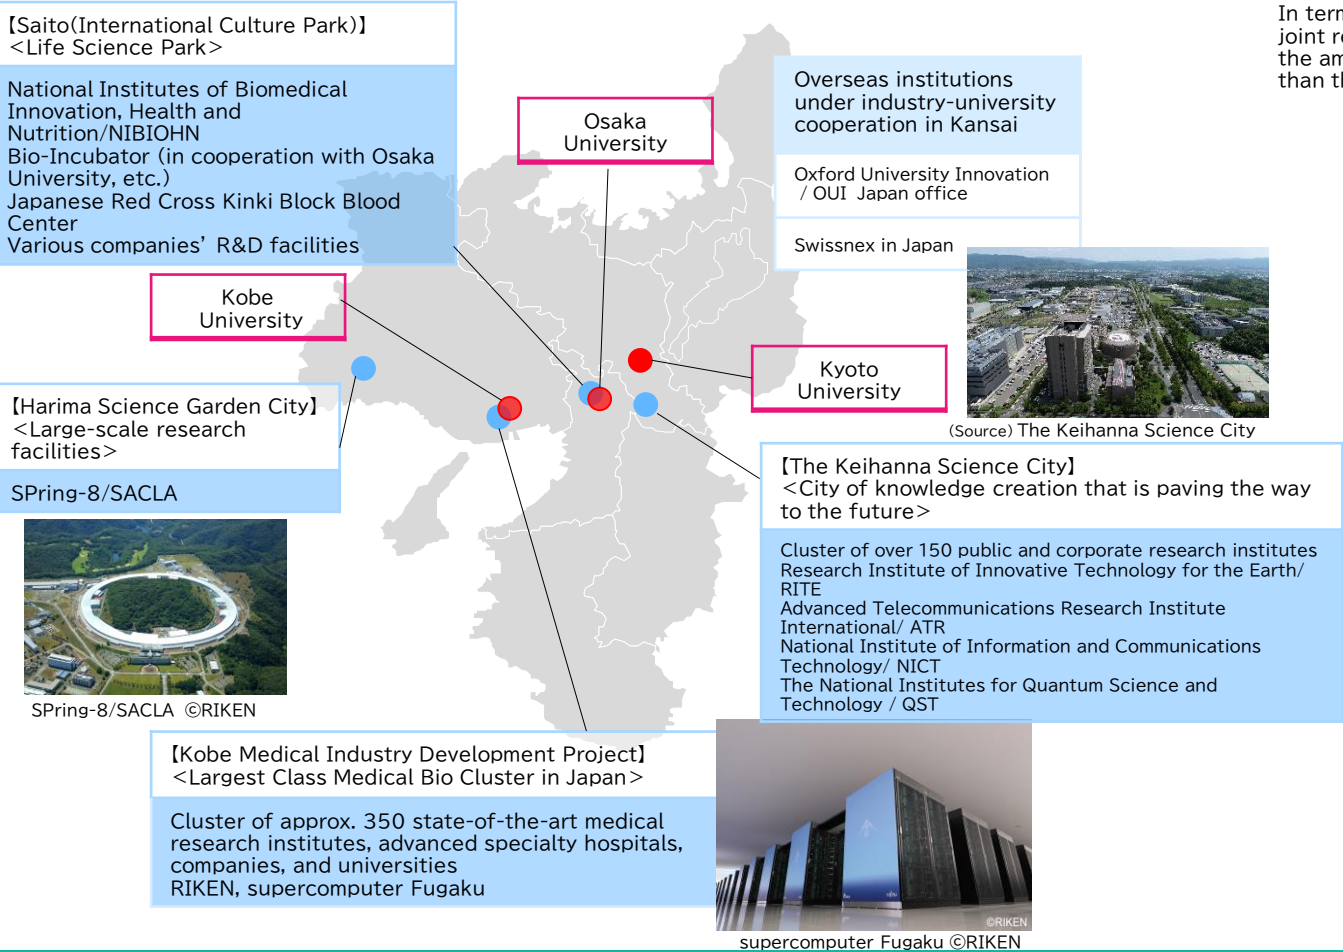 【Saito(International Culture Park)】
<Life Science Park>
National Institutes of Biomedical
Innovation, Health and
Nutrition/NIBIOHN
Bio-Incubator (in cooperation with Osaka
University, etc.)
Japanese Red Cross Kinki Block Blood
Center
Various companies’ R&D facilities
Osaka
University
Overseas institutions
under industry-university
cooperation in Kansai
Oxford University Innovation
/ OUI Japan office
Swissnex in Japan
In term
joint re
the am
than th
Kobe
University
Kyoto
University
(Source) The Keihanna Science City
【Harima Science Garden City】
<Large-scale research
facilities>
SPring-8/SACLA
SPring-8/SACLA ©RIKEN
【The Keihanna Science City】
<City of knowledge creation that is paving the way
to the future>
Cluster of over 150 public and corporate research institutes
Research Institute of Innovative Technology for the Earth/
RITE
Advanced Telecommunications Research Institute
International/ ATR
National Institute of Information and Communications
Technology/ NICT
The National Institutes for Quantum Science and
Technology / QST
【Kobe Medical Industry Development Project】
<Largest Class Medical Bio Cluster in Japan>
Cluster of approx. 350 state-of-the-art medical
research institutes, advanced specialty hospitals,
companies, and universities
RIKEN, supercomputer Fugaku
©RIKEN
supercomputer Fugaku ©RIKEN